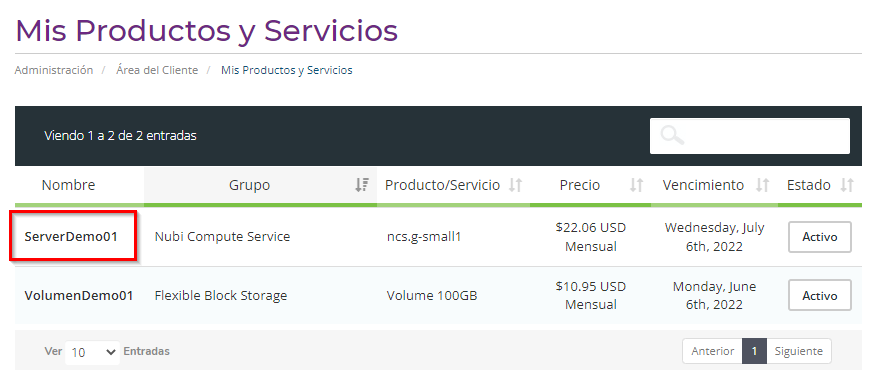 Mis Productos y Servicios
Administración / Área del Cliente / Mis Productos y Servicios
Viendo 1 a 2 de 2 entradas
Nombre Grupo Producto/Servicio Precio Vencimiento Estado
ServerDemo01 Nubi Compute Service ncs.g-small1 $22.06 USD Mensual Wednesday, July 6th, 2022 Activo
VolumenDemo01 Flexible Block Storage Volume 100GB $10.95 USD Mensual Monday, June 6th, 2022 Activo
Ver 10 Entradas Anterior 1 Siguiente